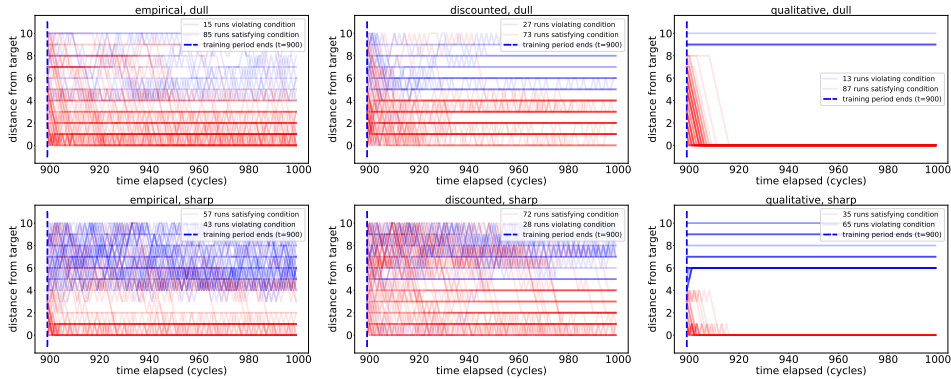 empirical, dull
15 runs violating condition
85 runs satisfying condition
training period ends (t=900)
distance from target
10
8
6
4
2
0
900 920 940 960 980 1000
time elapsed (cycles)
discounted, dull
27 runs violating condition
73 runs satisfying condition
training period ends (t=900)
distance from target
10
8
6
4
2
0
900 920 940 960 980 1000
time elapsed (cycles)
qualitative, dull
13 runs violating condition
87 runs satisfying condition
training period ends (t=900)
distance from target
10
8
6
4
2
0
900 920 940 960 980 1000
time elapsed (cycles)
empirical, sharp
57 runs satisfying condition
43 runs violating condition
training period ends (t=900)
distance from target
10
8
6
4
2
0
900 920 940 960 980 1000
time elapsed (cycles)
discounted, sharp
72 runs satisfying condition
28 runs violating condition
training period ends (t=900)
distance from target
10
8
6
4
2
0
900 920 940 960 980 1000
time elapsed (cycles)
qualitative, sharp
35 runs satisfying condition
65 runs violating condition
training period ends (t=900)
distance from target
10
8
6
4
2
0
900 920 940 960 980 1000
time elapsed (cycles)